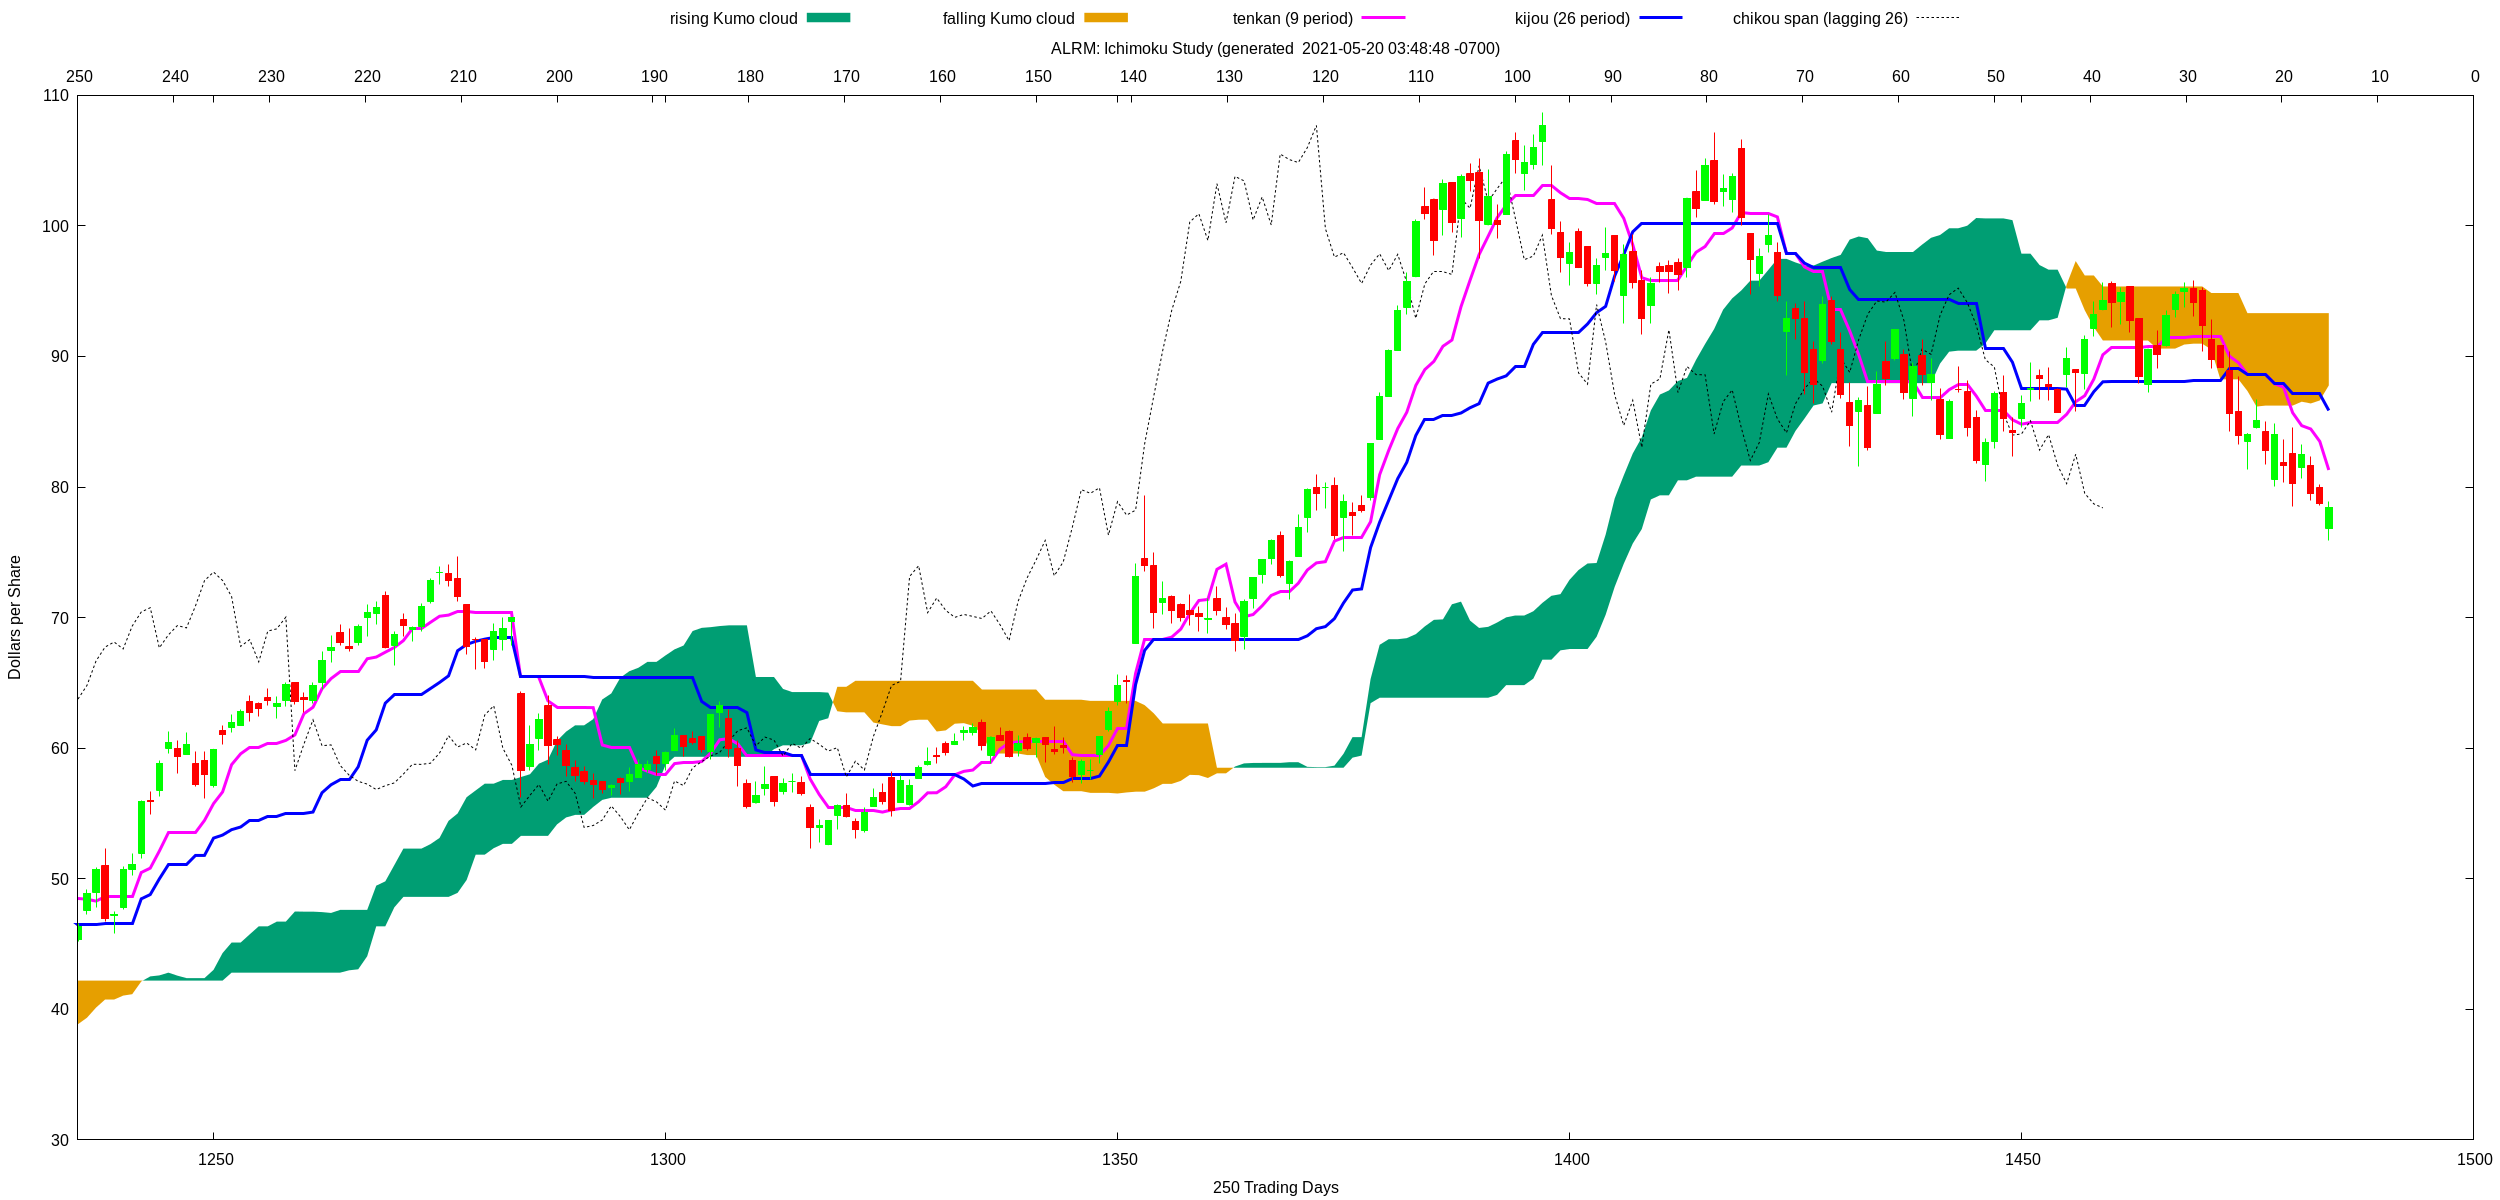 rising Kumo cloud falling Kumo cloud tenkan (9 period) kijou (26 period) chikou span (lagging 26)
ALRM: Ichimoku Study (generated  2021-05-20 03:48:48 -0700)
250 240 230 220 210 200 190 180 170 160 150 140 130 120 110 100 90 80 70 60 50 40 30 20 10 0
110
100
90
80
70
60
50
40
30
Dollars per Share
1250 1300 1350 1400 1450 1500
250 Trading Days